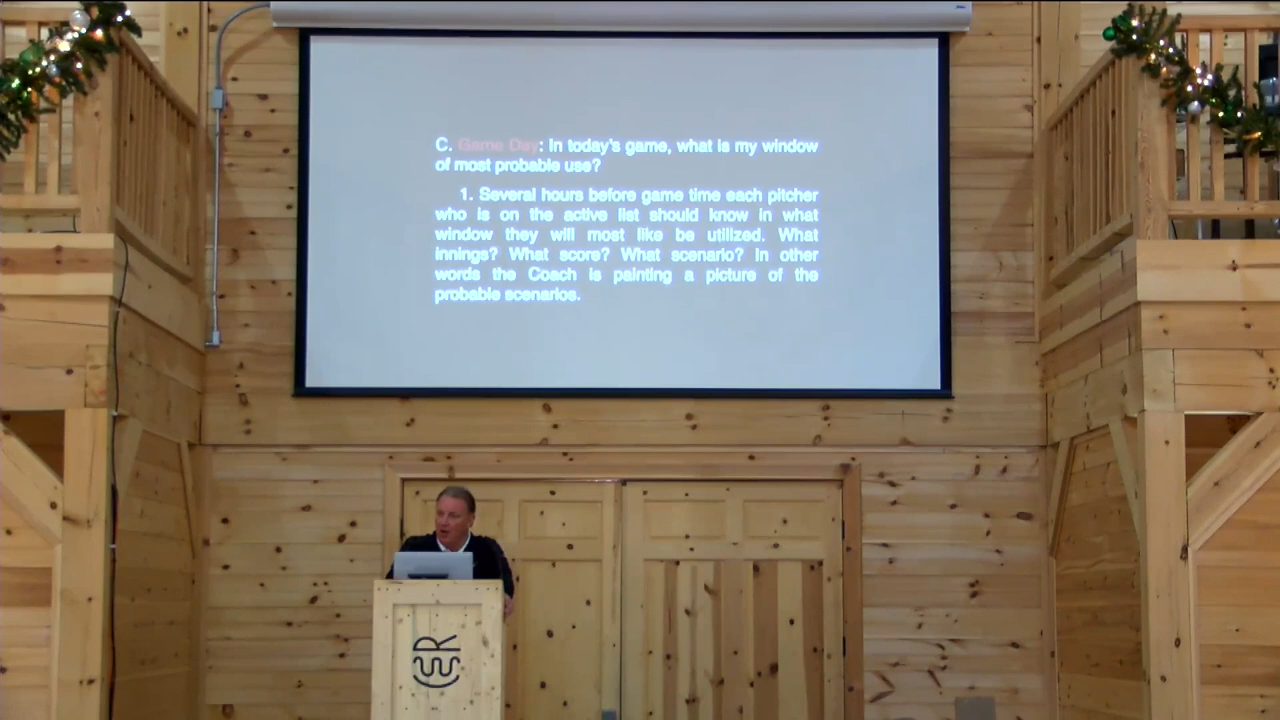 C. Game Day: In today's game, what is my window
of most probable use?
1. Several hours before game time each pitcher
who is on the active list should know in what
window they will most like be utilized. What
innings? What score? What scenario? In other
words the Coach is painting a picture of the
probable scenarios.